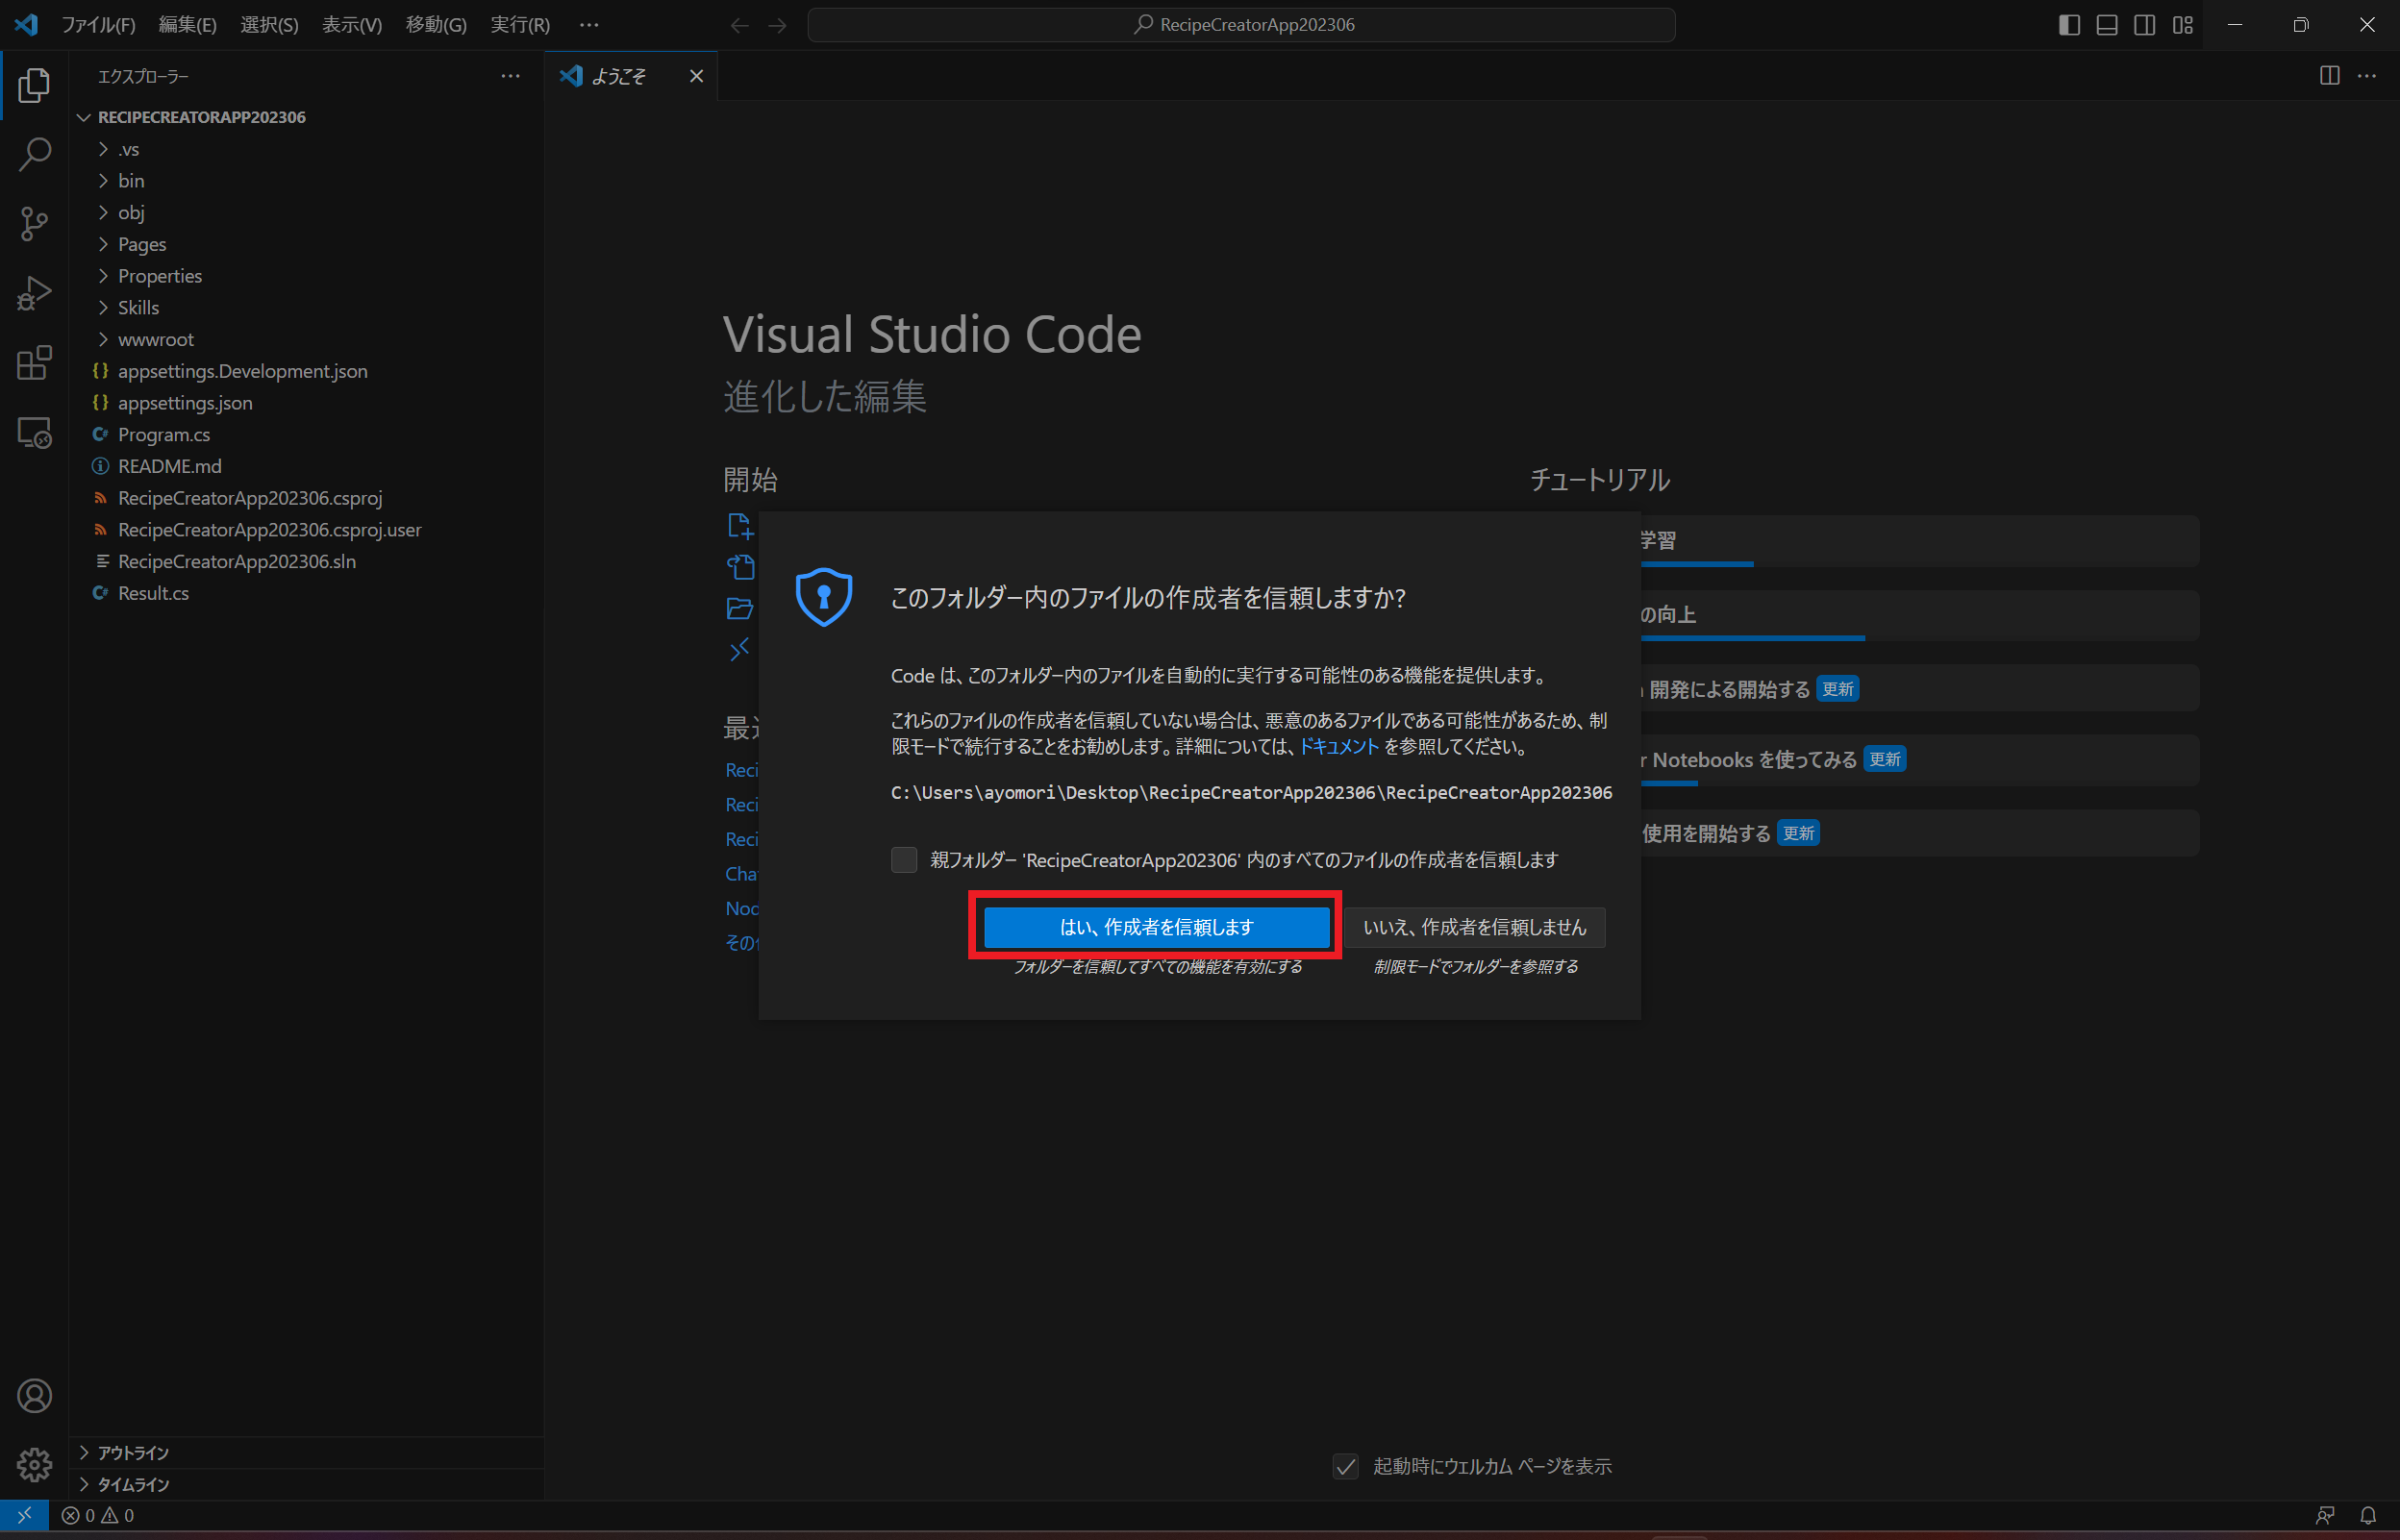 ファイル(F) 編集(E) 選択(S) 表示(V) 移動(G) 実行(R) ...
RecipeCreatorApp202306
エクスプローラー
ようこそ
RECIPECREATORAPP202306
.vs
bin
obj
Pages
Properties
Skills
wwwroot
appsettings.Development.json
appsettings.json
Program.cs
README.md
RecipeCreatorApp202306.csproj
RecipeCreatorApp202306.csproj.user
RecipeCreatorApp202306.sln
Result.cs
アウトライン
タイムライン
Visual Studio Code
進化した編集
開始
チュートリアル
学習
の向上
開発による開始する 更新
r Notebooks を使ってみる 更新
使用を開始する 更新
Reci
Reci
Reci
Cha
その
このフォルダー内のファイルの作成者を信頼しますか?
Code は、このフォルダー内のファイルを自動的に実行する可能性のある機能を提供します。
これらのファイルの作成者を信頼していない場合は、悪意のあるファイルである可能性があるため、制
限モードで続行することをお勧めします。詳細については、ドキュメント を参照してください。
C:\Users\ayomori\Desktop\RecipeCreatorApp202306\RecipeCreatorApp202306
親フォルダー 'RecipeCreatorApp202306' 内のすべてのファイルの作成者を信頼します
はい、作成者を信頼します
いいえ、作成者を信頼しません
フォルダーを信頼してすべての機能を有効にする
制限モードでフォルダーを参照する
起動時にウェルカム ページを表示
0 0